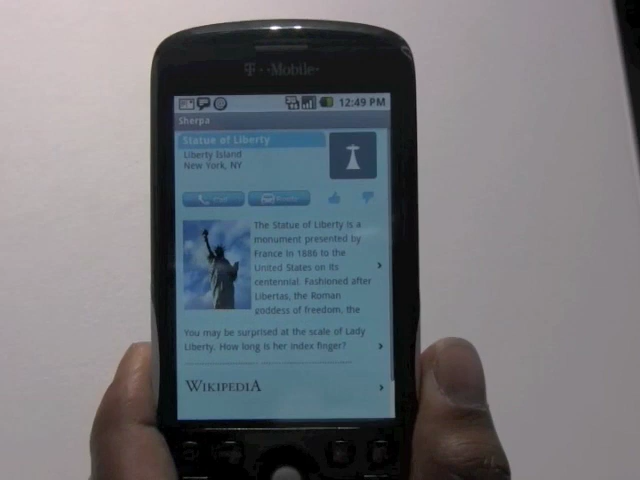 T··Mobile·
12:49 PM
Sherpa
Statue of Liberty
Liberty Island
New York, NY
Call
The Statue of Liberty is a
monument presented by
France in 1886 to the
United States on its
centennial. Fashioned after
Libertas, the Roman
goddess of freedom, the
You may be surprised at the scale of Lady
Liberty. How long is her index finger?
WIKIPEDIA